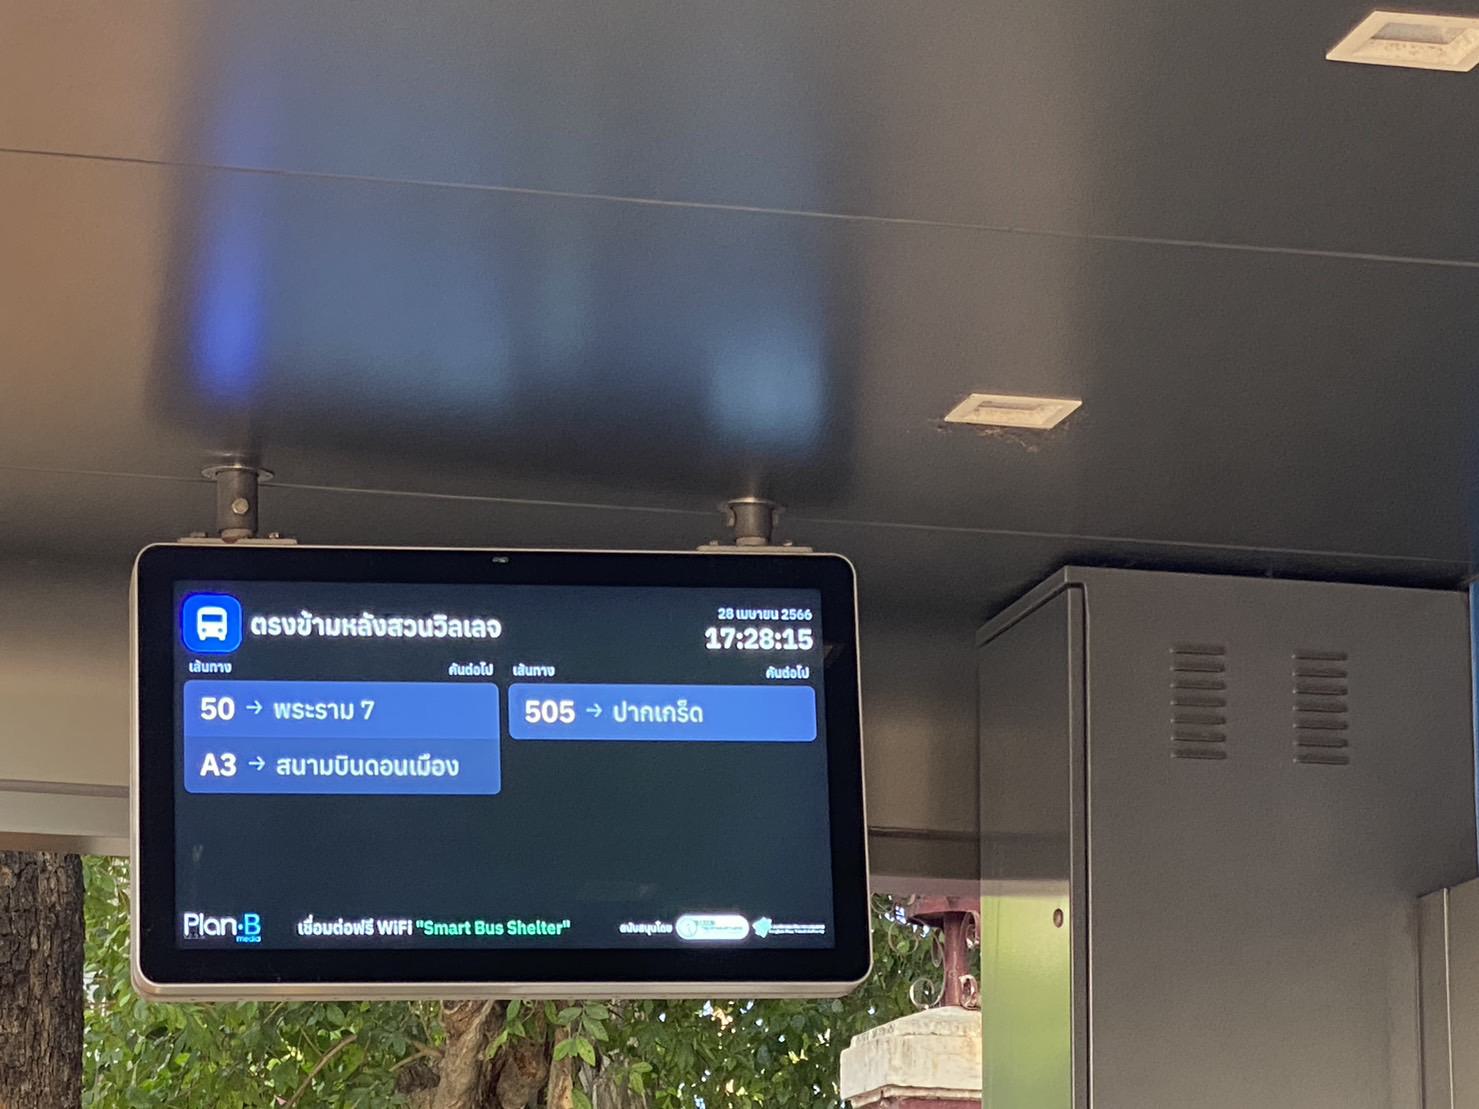 ตรงข้ามหลังสวนวิลเลจ
28 เมษายน 2566
17:28:15
เส้นทาง คันต่อไป
50 → พระราม 7
A3 → สนามบินดอนเมือง
เส้นทาง คันต่อไป
505 → ปากเกร็ด
Plan·B
media
เชื่อมต่อฟรี WiFi "Smart Bus Shelter"
สนับสนุนโดย